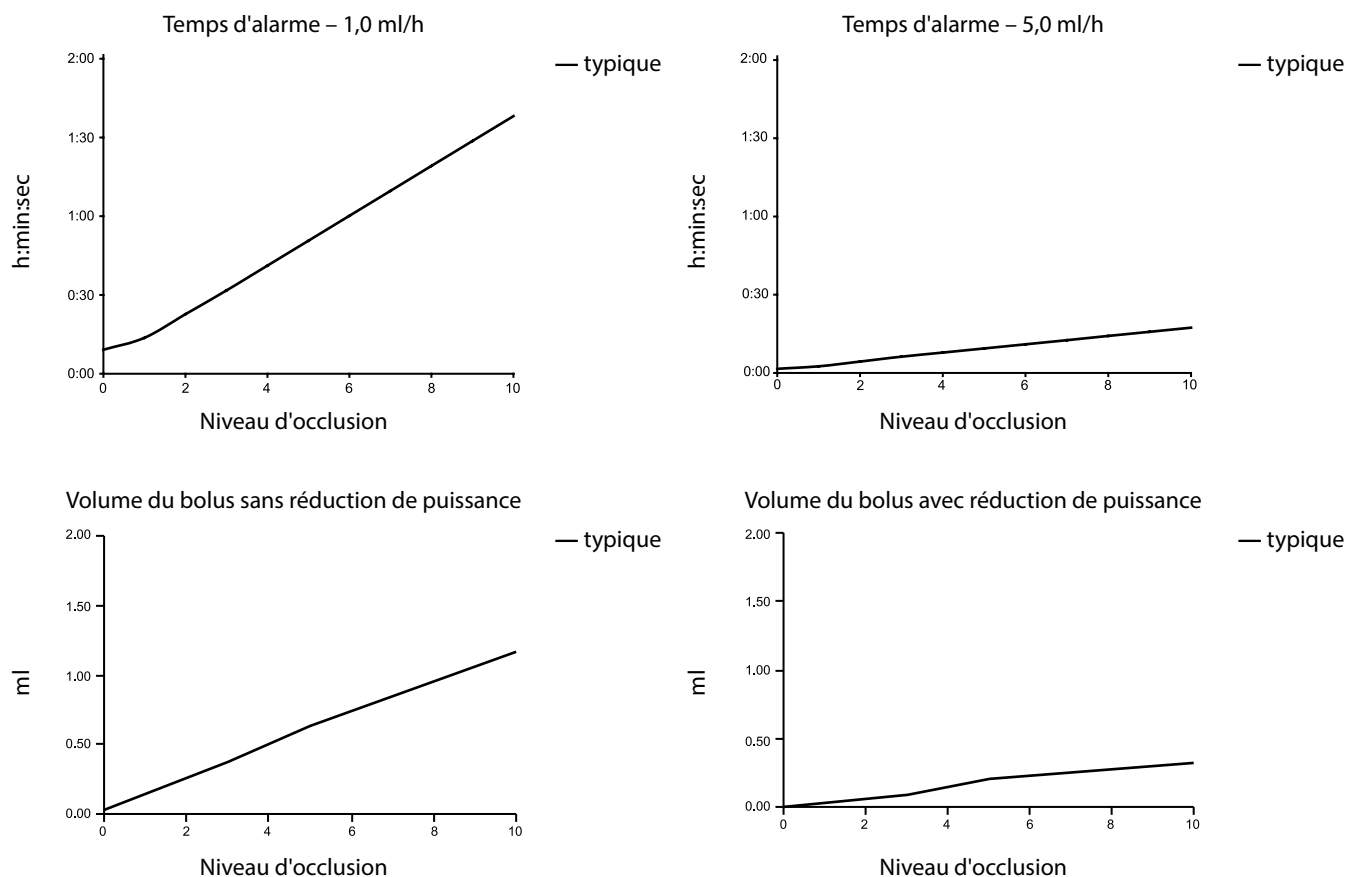 Temps d'alarme – 1,0 ml/h
2:00
1:30
1:00
0:30
0:00
0 2 4 6 8 10
h:min:sec
Niveau d'occlusion
— typique
Temps d'alarme – 5,0 ml/h
2:00
1:30
1:00
0:30
0:00
0 2 4 6 8 10
h:min:sec
Niveau d'occlusion
— typique
Volume du bolus sans réduction de puissance
2.00
1.50
1.00
0.50
0.00
0 2 4 6 8 10
ml
Niveau d'occlusion
— typique
Volume du bolus avec réduction de puissance
2.00
1.50
1.00
0.50
0.00
0 2 4 6 8 10
ml
Niveau d'occlusion
— typique